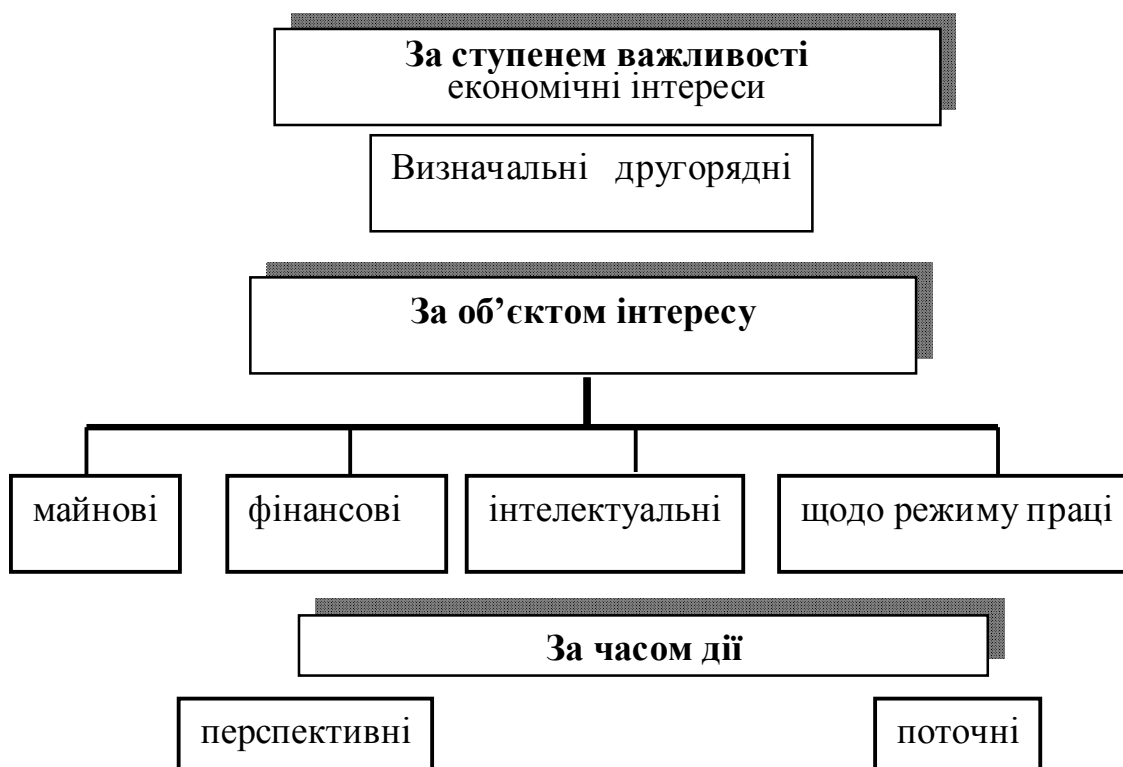 За ступенем важливості
економічні інтереси
Визначальні другорядні
За об’єктом інтересу
майнові
фінансові
інтелектуальні
щодо режиму праці
За часом дії
перспективні
поточні